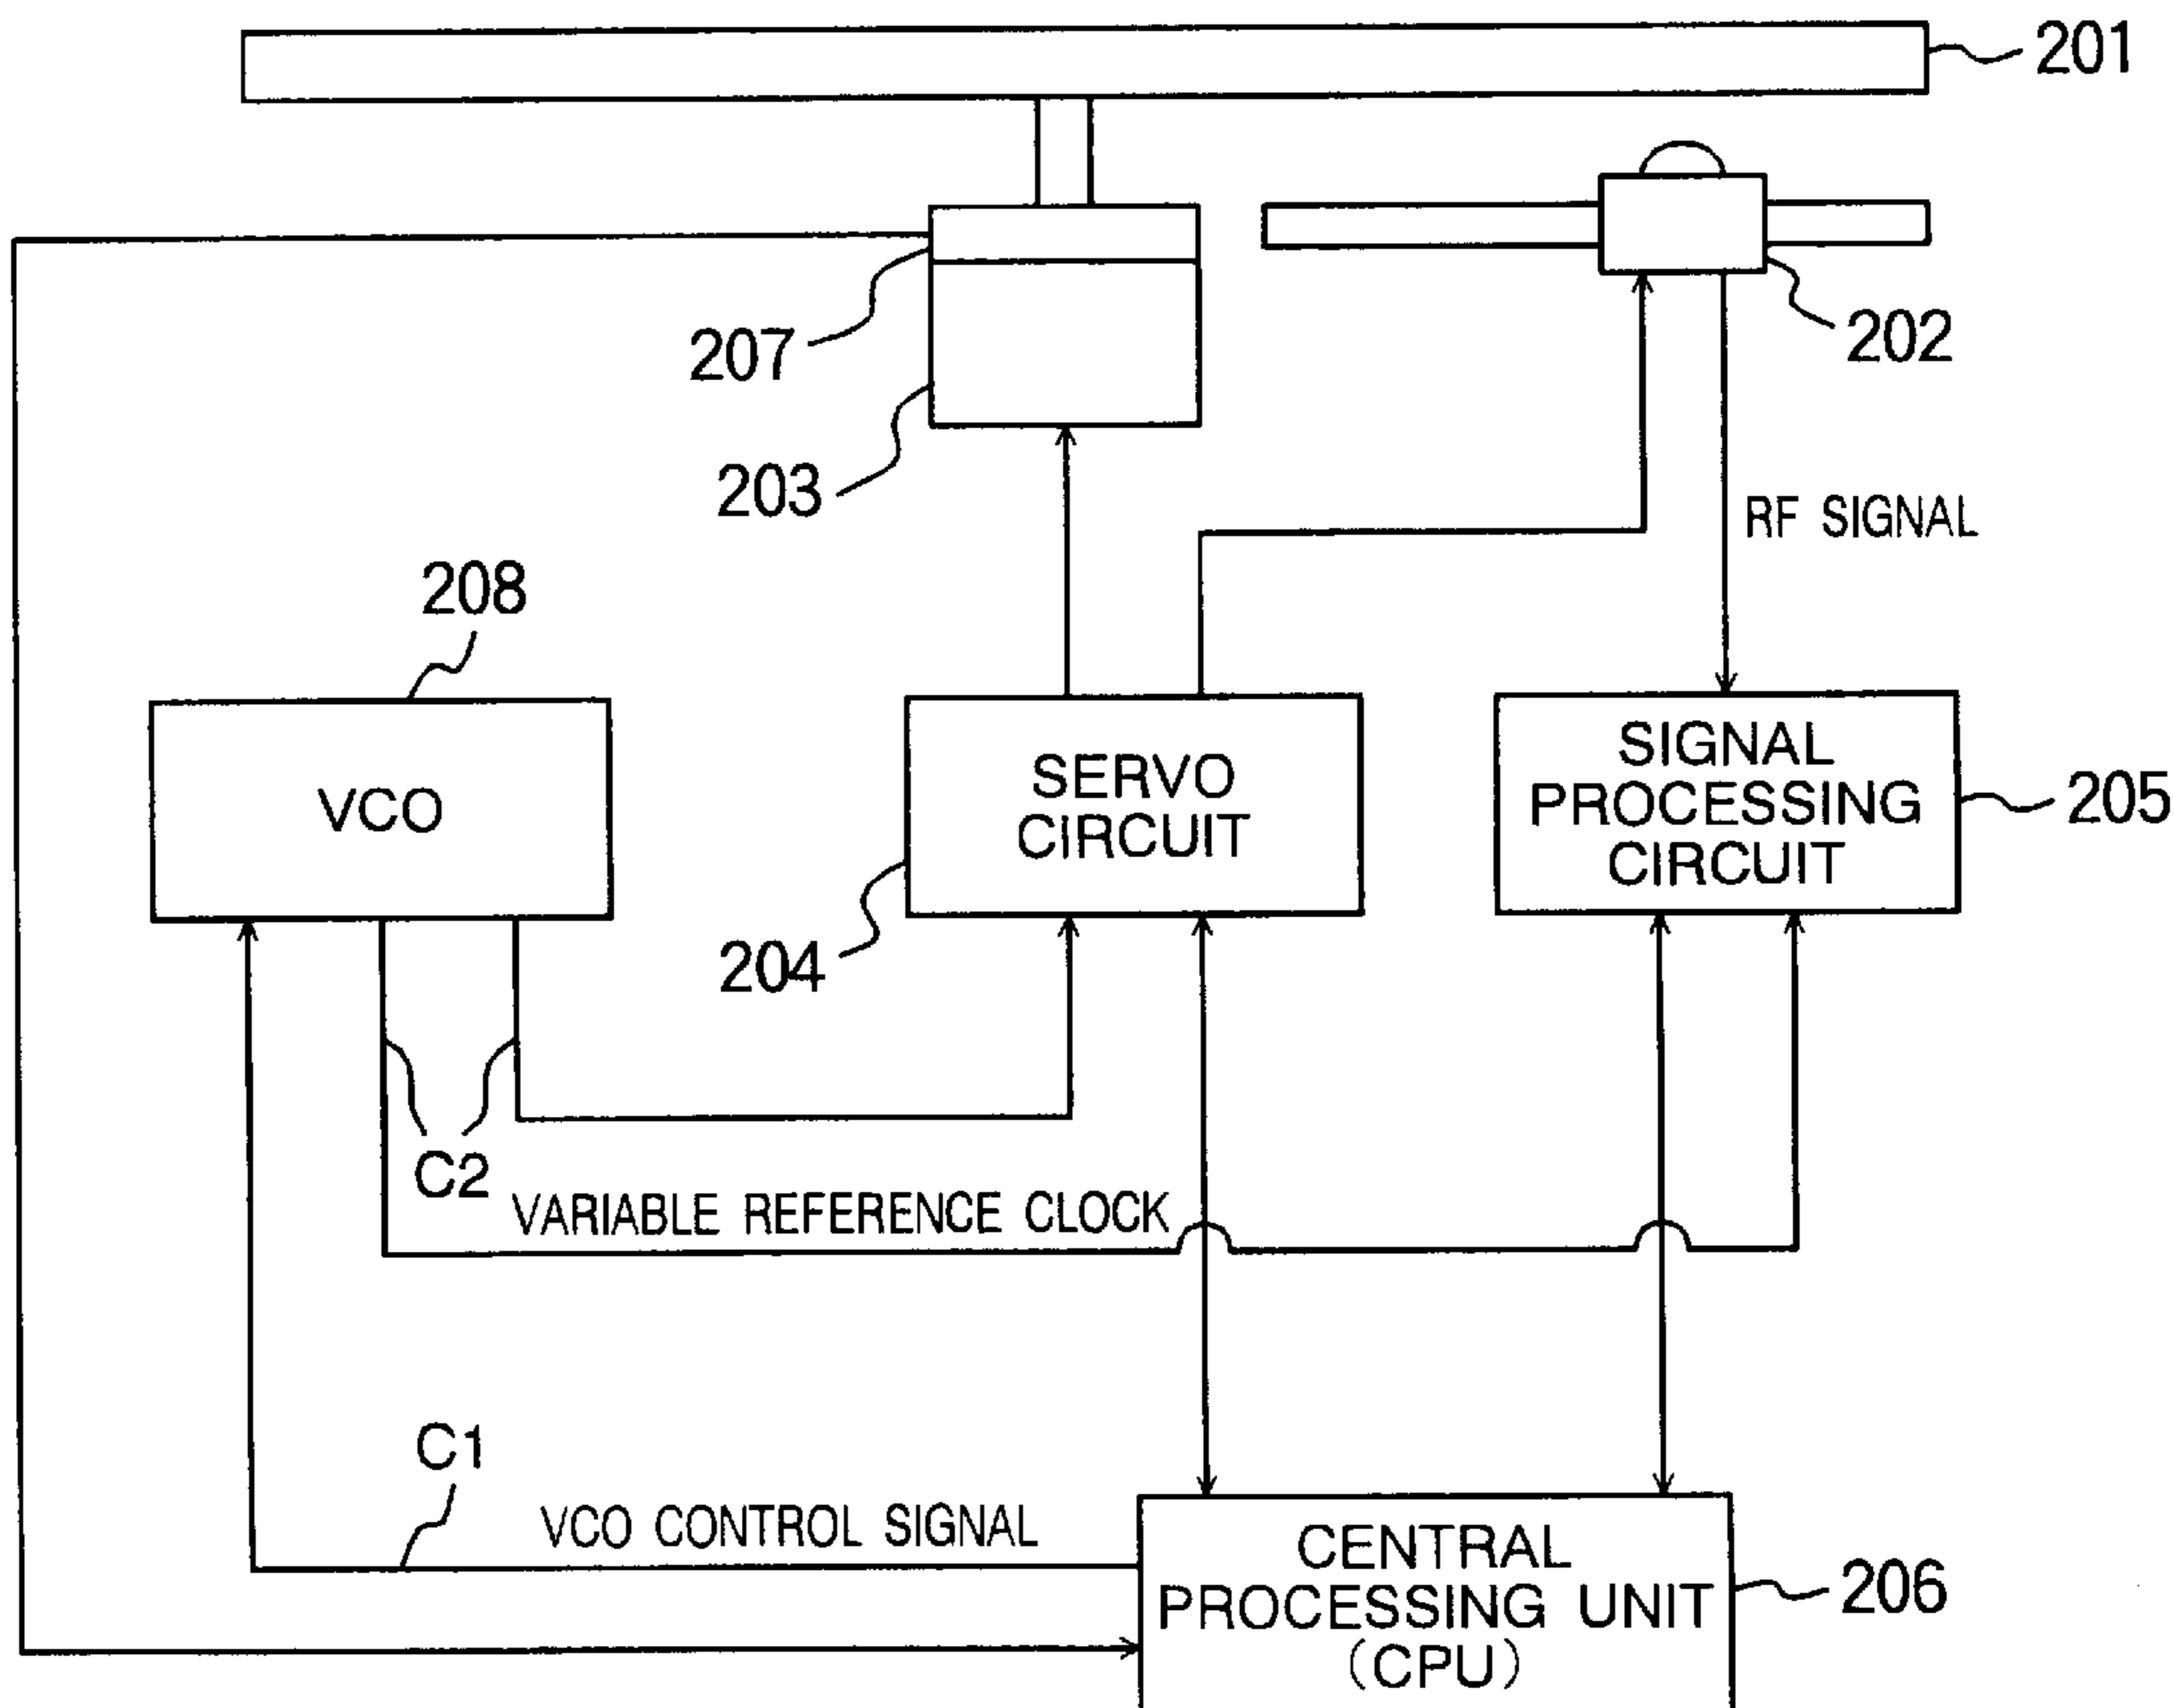 201
202
207
203
RF SIGNAL
208
VCO
SERVO
CIRCUIT
SIGNAL
PROCESSING
CIRCUIT
205
204
C2
VARIABLE REFERENCE CLOCK
C1
VCO CONTROL SIGNAL
CENTRAL
PROCESSING UNIT
(CPU)
206